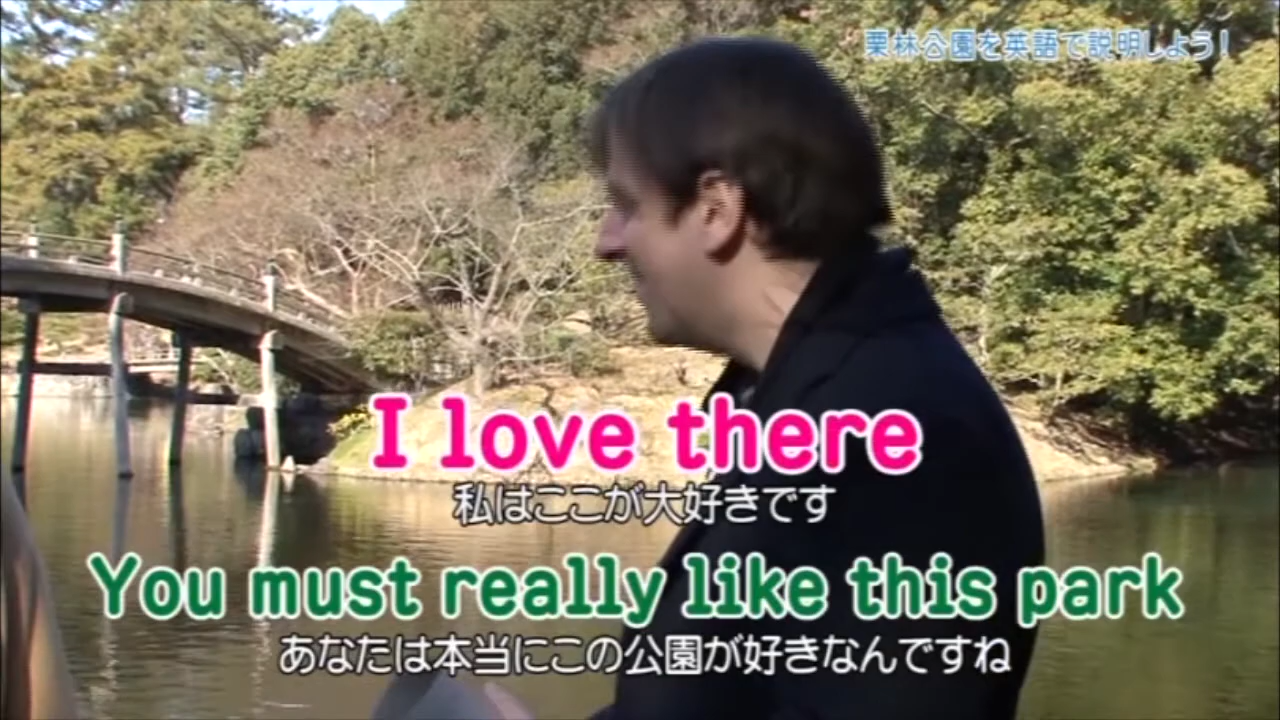 栗林公園を英語で説明しよう！
I love there
私はここが大好きです
You must really like this park
あなたは本当にこの公園が好きなんですね